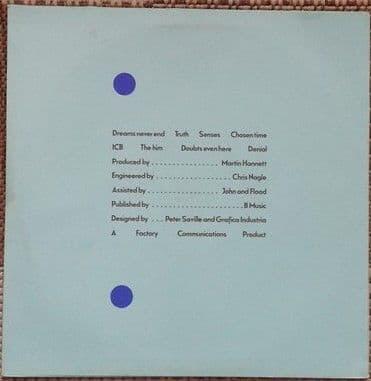 Dreams never end Truth Senses Chosen time
ICB The him Doubts even here Denial
Produced by . . . . . . . . . . . . . . Martin Hannett
Engineered by . . . . . . . . . . . . . . . . Chris Nagle
Assisted by . . . . . . . . . . . . . . . John and Flood
Published by . . . . . . . . . . . . . . . . . . . B Music
Designed by . . . Peter Saville and Grafica Industria
A Factory Communications Product